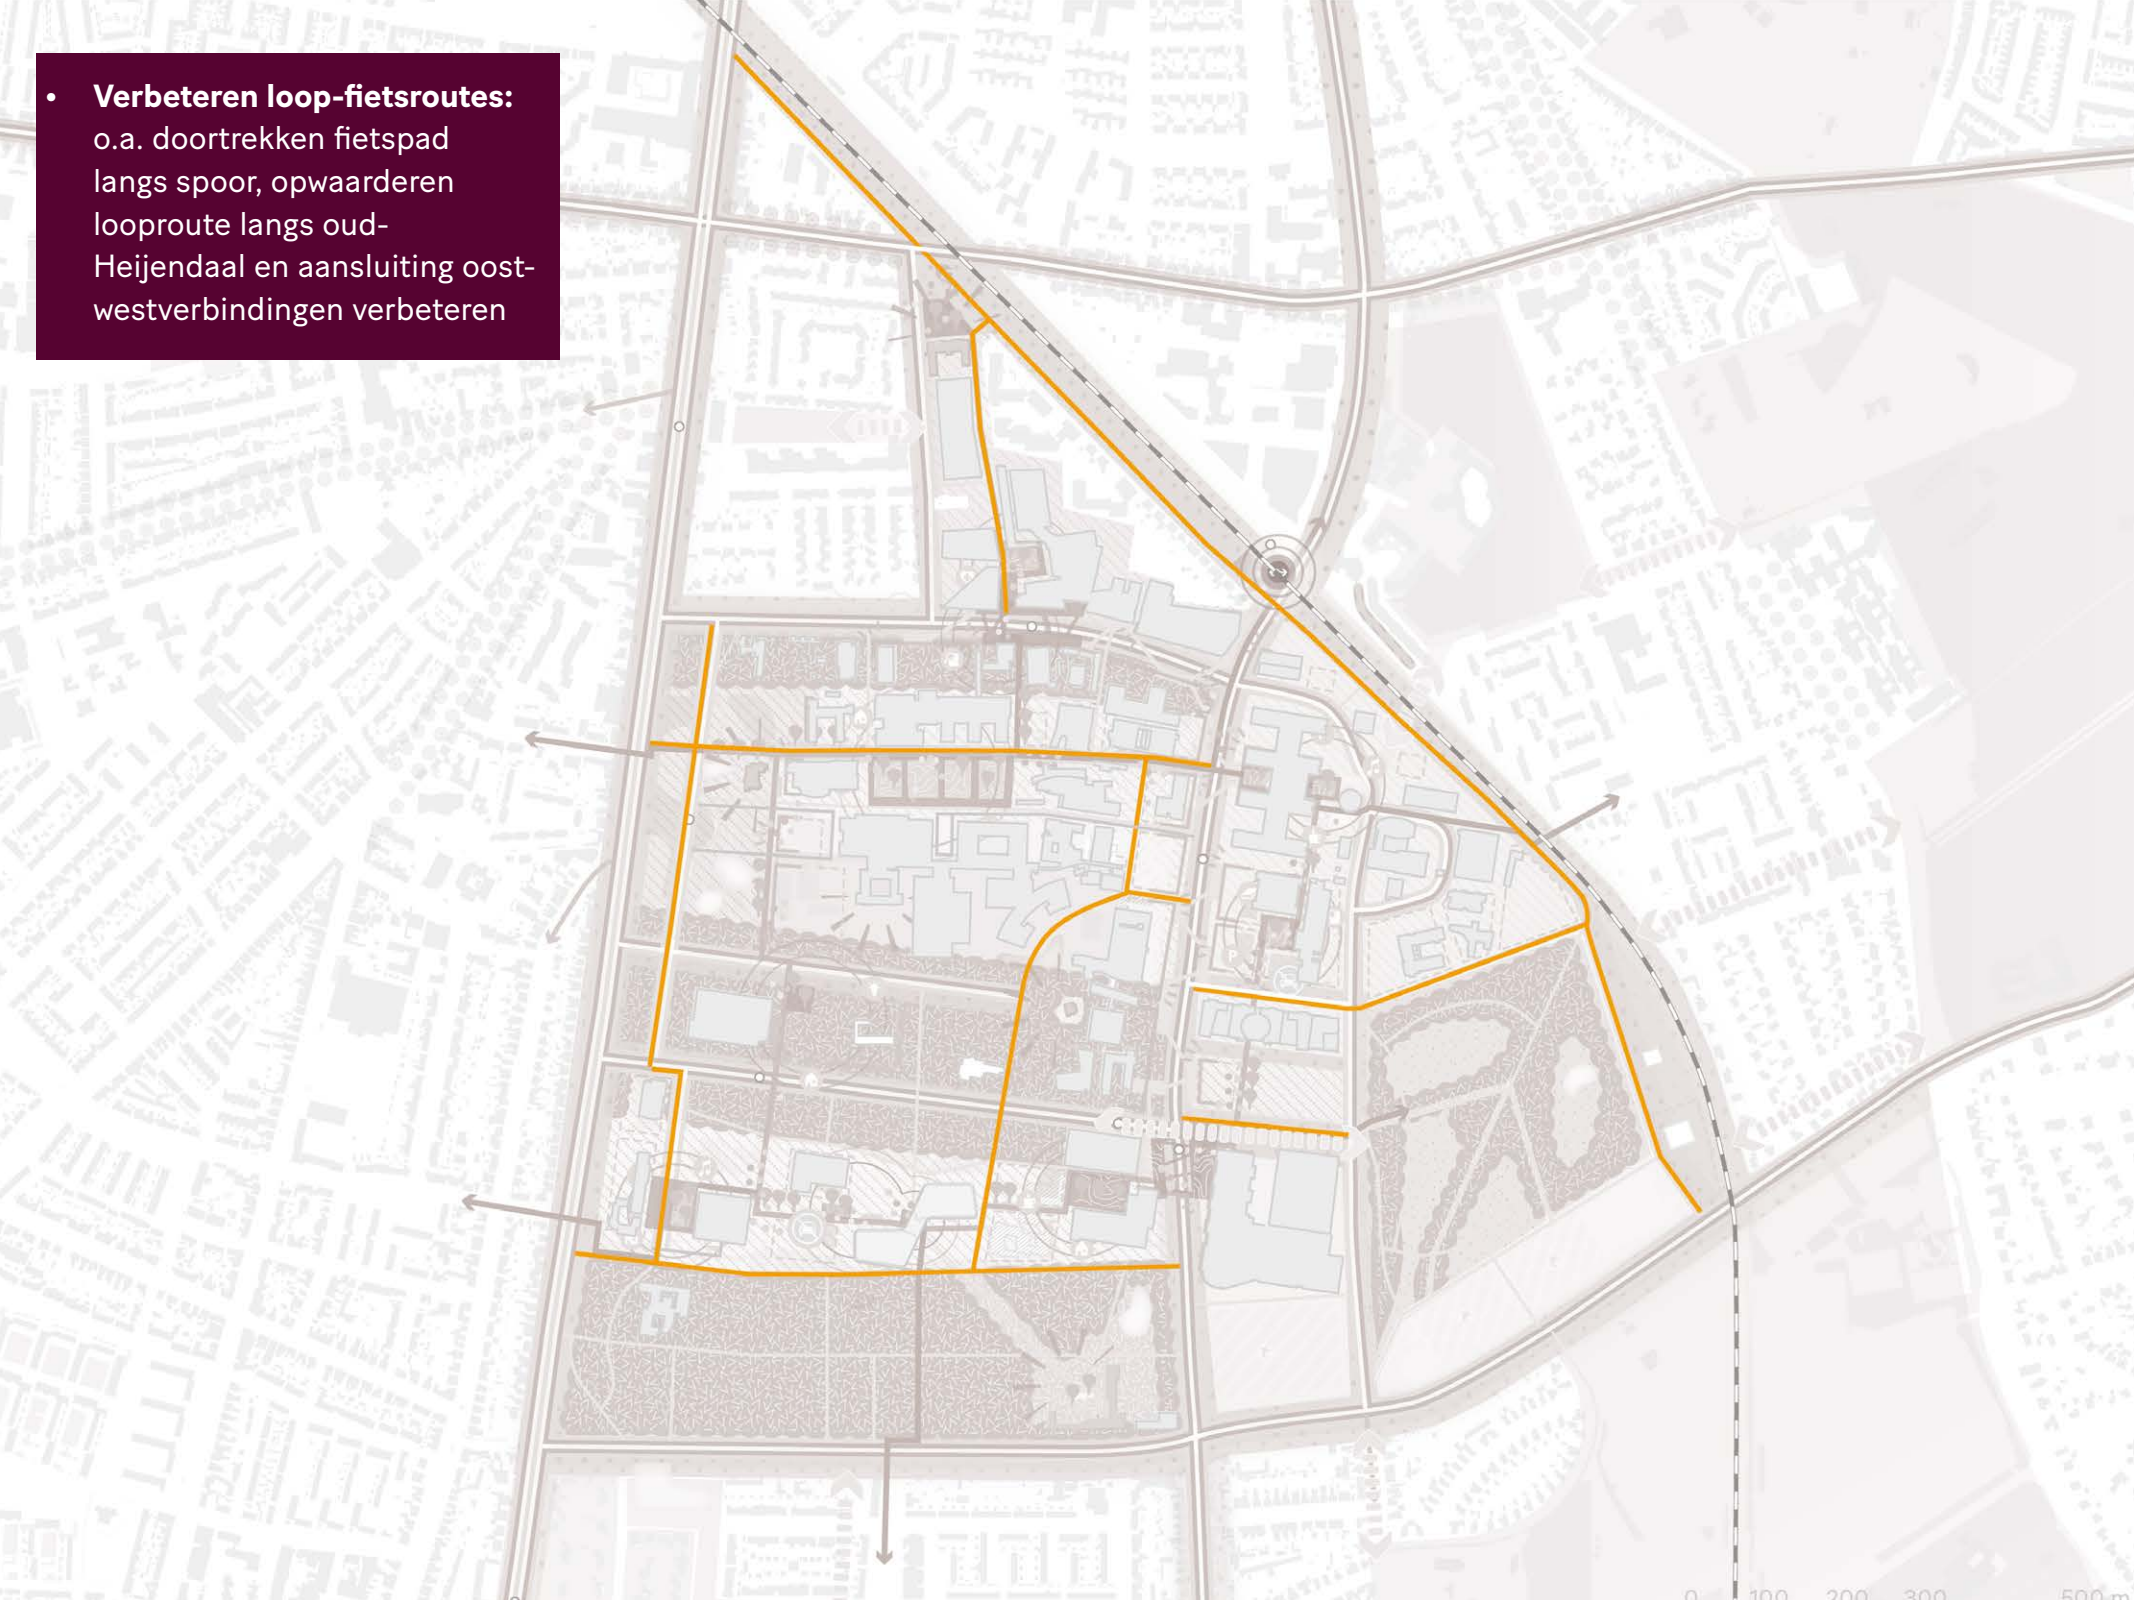 • Verbeteren loop-fietsroutes:
o.a. doortrekken fietspad
langs spoor, opwaarderen
looproute langs oud-
Heijendaal en aansluiting oost-
westverbindingen verbeteren
P
0 100 200 300 500 m